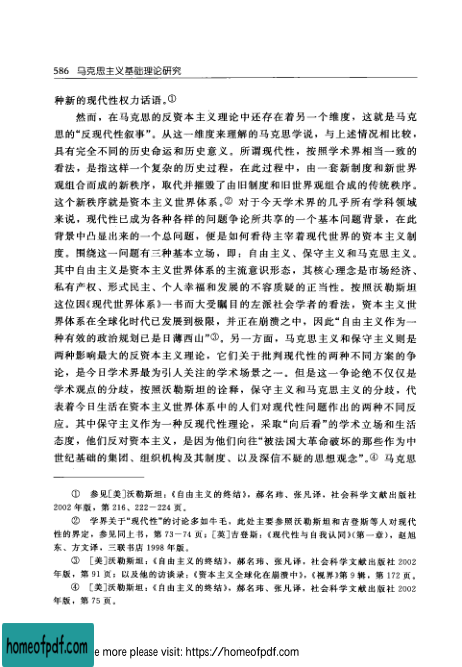 586 马克思主义基础理论研究
种新的现代性权力话语。①
然而，在马克思的反资本主义理论中还存在着另一个维度，这就是马克
思的“反现代性叙事”。从这一维度来理解的马克思学说，与上述情况相比较，
具有完全不同的历史命运和历史意义。所谓现代性，按照学术界相当一致的
看法，是指这样一个复杂的历史过程，在此过程中，由一套新制度和新世界
观组合而成的新秩序，取代并摧毁了由旧制度和旧世界观组合成的传统秩序。
这个新秩序就是资本主义世界体系。② 对于今天学术界的几乎所有学科领域
来说，现代性已成为各种各样的问题争论所共享的一个基本问题背景，在此
背景中凸显出来的一个总问题，便是如何看待主宰着现代世界的资本主义制
度。围绕这一问题有三种基本立场，即：自由主义、保守主义和马克思主义。
其中自由主义是资本主义世界体系的主流意识形态，其核心理念是市场经济、
私有产权、形式民主、个人幸福和发展的不容质疑的正当性。按照沃勒斯坦
这位因《现代世界体系》一书而大受瞩目的左派社会学者的看法，资本主义世
界体系在全球化时代已发展到极限，并正在崩溃之中，因此“自由主义作为一
种有效的政治规划已是日薄西山”③。另一方面，马克思主义和保守主义则是
两种影响最大的反资本主义理论，它们关于批判现代性的两种不同方案的争
论，是今日学术界最为引人关注的学术场景之一。但是这一争论绝不仅仅是
学术观点的分歧，按照沃勒斯坦的诠释，保守主义和马克思主义的分歧，代
表着今日生活在资本主义世界体系中的人们对现代性问题作出的两种不同反
应。其中保守主义作为一种反现代性理论，采取“向后看”的学术立场和生活
态度，他们反对资本主义，是因为他们向往“被法国大革命破坏的那些作为中
世纪基础的集团、组织机构及其制度、以及深信不疑的思想观念”。④ 马克思
① 参见[美]沃勒斯坦：《自由主义的终结》，郝名玮、张凡译，社会科学文献出版社
2002 年版，第 216、222－224 页。
② 学界关于“现代性”的讨论多如牛毛，此处主要参照沃勒斯坦和吉登斯等人对现代
性的界定，参见同上书，第 73－74 页；[英]吉登斯：《现代性与自我认同》(第一章)，赵旭
东、方文译，三联书店 1998 年版。
③ [美]沃勒斯坦：《自由主义的终结》，郝名玮、张凡译，社会科学文献出版社 2002
年版，第 91 页；以及他的访谈录：《资本主义全球化在崩溃中》，《视界》第 9 辑，第 172 页。
④ [美]沃勒斯坦：《自由主义的终结》，郝名玮、张凡译，社会科学文献出版社 2002
年版，第 75 页。
homeofpdf.com
e more please visit: https://homeofpdf.com